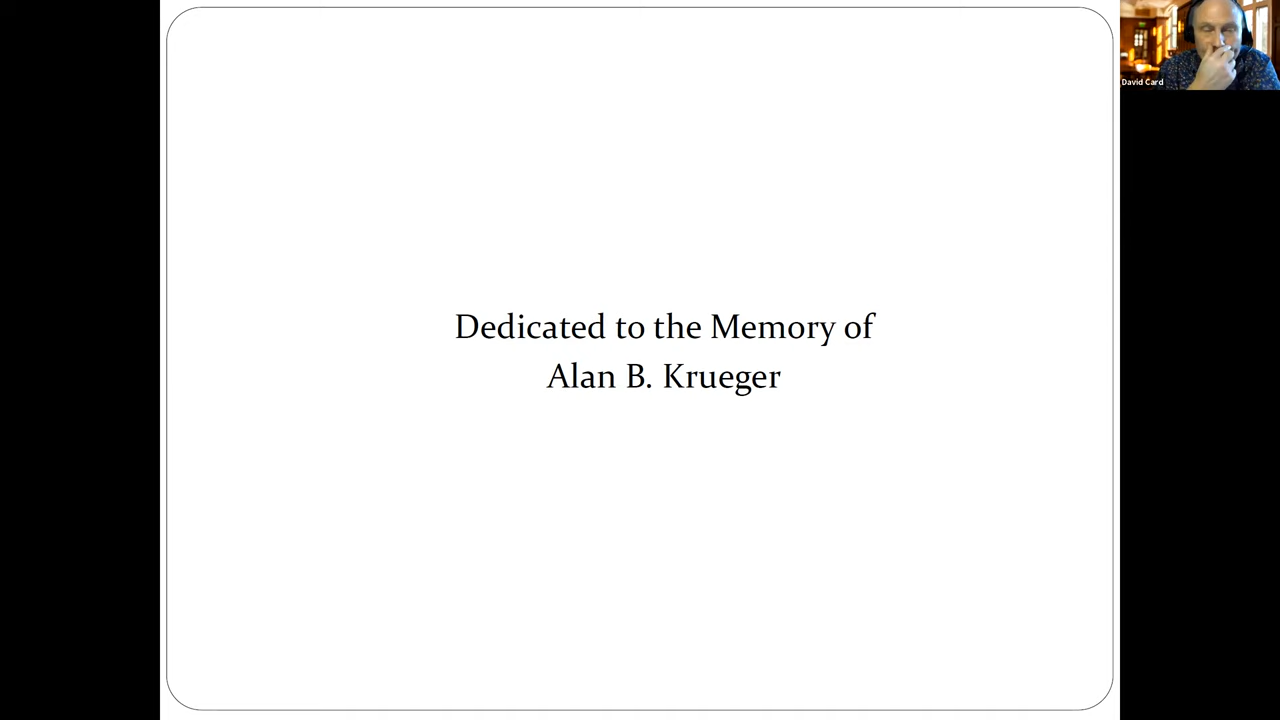 Dedicated to the Memory of
Alan B. Krueger
David Card